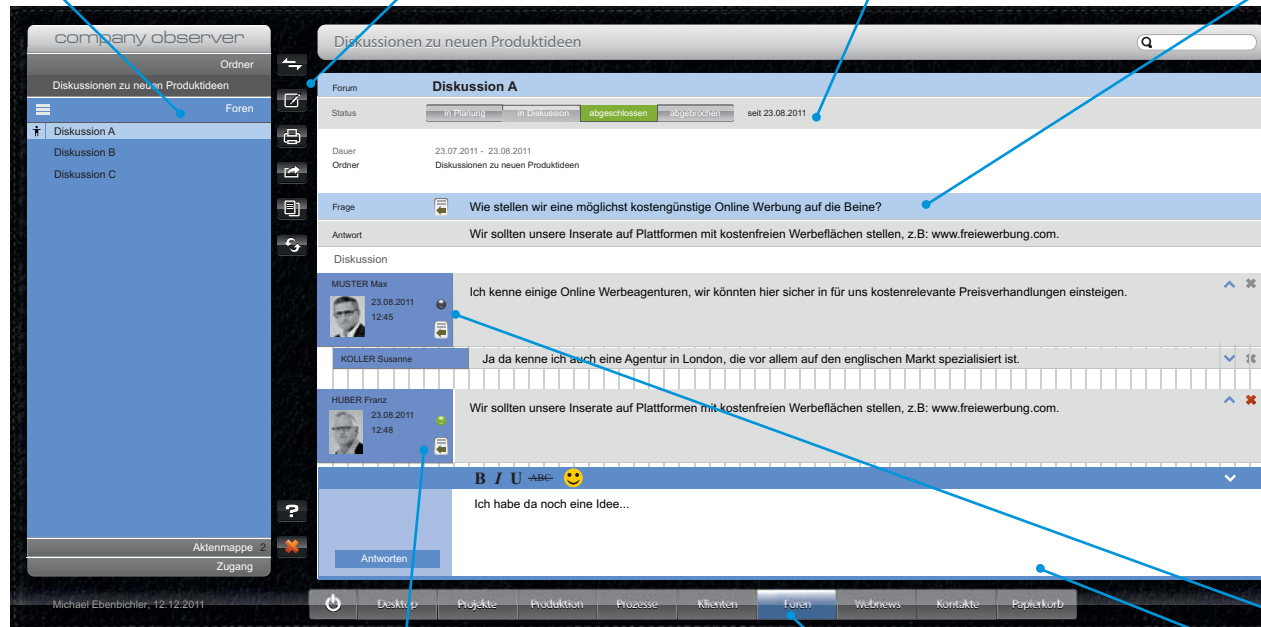 company observer
Ordner
Diskussionen zu neuen Produktideen
Foren
Diskussion A
Diskussion B
Diskussion C
Aktenmappe 2
Zugang
Michael Ebenbichler, 12.12.2011
Diskussionen zu neuen Produktideen
Forum Diskussion A
Status in Planung in Diskussion abgeschlossen abgebrochen seit 23.08.2011
Dauer 23.07.2011 - 23.08.2011
Ordner Diskussionen zu neuen Produktideen
Frage Wie stellen wir eine möglichst kostengünstige Online Werbung auf die Beine?
Antwort Wir sollten unsere Inserate auf Plattformen mit kostenfreien Werbeflächen stellen, z.B: www.freiewerbung.com.
Diskussion
MUSTER Max
23.08.2011
12:45
Ich kenne einige Online Werbeagenturen, wir könnten hier sicher in für uns kostenrelevante Preisverhandlungen einsteigen.
KOLLER Susanne Ja da kenne ich auch eine Agentur in London, die vor allem auf den englischen Markt spezialisiert ist.
HUBER Franz
23.08.2011
12:48
Wir sollten unsere Inserate auf Plattformen mit kostenfreien Werbeflächen stellen, z.B: www.freiewerbung.com.
B I U ABC
Ich habe da noch eine Idee...
Antworten
?
Desktop Projekte Produktion Prozesse Klienten Foren Webnews Kontakte Papierkorb